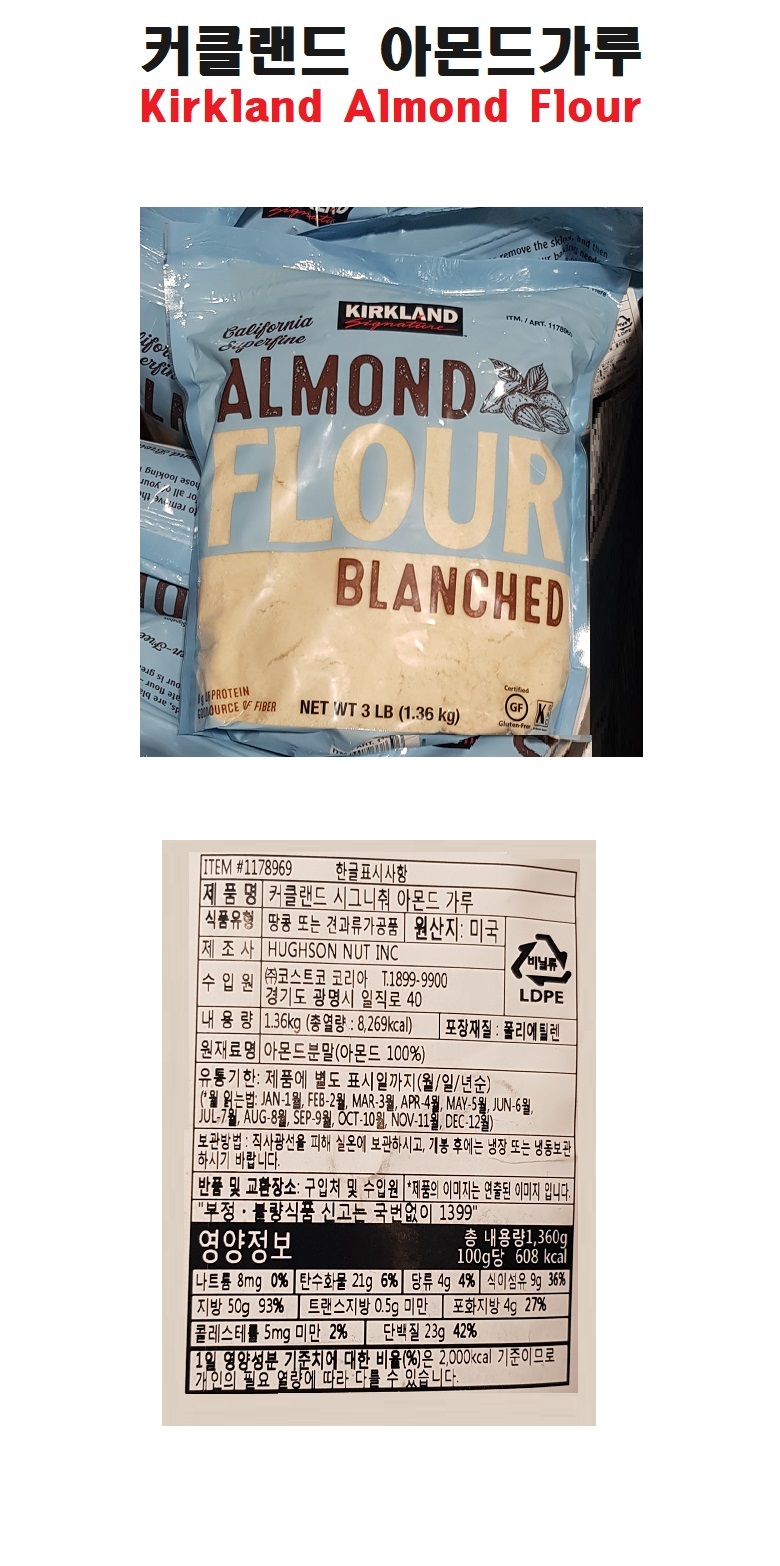 커클랜드 아몬드가루
Kirkland Almond Flour
remove the skins and then
KIRKLAND
Signature
ITM. / ART. 117896
California
Superfine
ALMOND
FLOUR
BLANCHED
PROTEIN
NET WT 3 LB (1.36 kg)
Certified
GF
Gluten-Free
K
LDPE
ITEM #1178969 한글표시사항
제 품 명 커클랜드 시그니춰 아몬드 가루
식품유형 땅콩 또는 견과류가공품 원산지: 미국
제 조 사 HUGHSON NUT INC
수 입 원 ㈜코스트코 코리아 T.1899-9900
경기도 광명시 일직로 40
비닐류
LDPE
내 용 량 1.36kg (총열량 : 8,269kcal) 포장재질 : 폴리에틸렌
원재료명 아몬드분말(아몬드 100%)
유통기한: 제품에 별도 표시일까지(월/일/년순)
(*월 읽는법: JAN-1월, FEB-2월, MAR-3월, APR-4월, MAY-5월, JUN-6월,
JUL-7월, AUG-8월, SEP-9월, OCT-10월, NOV-11월, DEC-12월)
보관방법 : 직사광선을 피해 실온에 보관하시고, 개봉 후에는 냉장 또는 냉동보관
하시기 바랍니다.
반품 및 교환장소: 구입처 및 수입원 *제품의 이미지는 연출된 이미지 입니다.
"부정·불량식품 신고는 국번없이 1399"
영양정보 총 내용량1,360g
100g당 608 kcal
나트륨 8mg 0% 탄수화물 21g 6% 당류 4g 4% 식이섬유 9g 36%
지방 50g 93% 트랜스지방 0.5g 미만 포화지방 4g 27%
콜레스테롤 5mg 미만 2% 단백질 23g 42%
1일 영양성분 기준치에 대한 비율(%)은 2,000kcal 기준이므로
개인의 필요 열량에 따라 다를 수 있습니다.